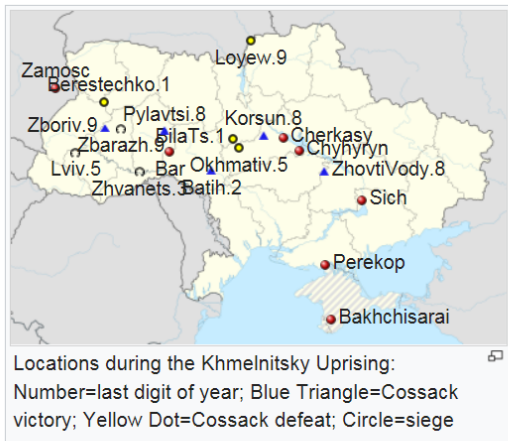 Loyew.9
Zamosc
Berestechko.1
Pylavtsi.8
Korsun.8
Zboriv.9
BilaTs.1
Cherkasy
Zbarazh.9
Chyhyryn
Lviv.5
Bar
Okhmativ.5
ZhovtiVody.8
Zhvanets.3
Batih.2
Sich
Perekop
Bakhchisarai
Locations during the Khmelnitsky Uprising:
Number=last digit of year; Blue Triangle=Cossack
victory; Yellow Dot=Cossack defeat; Circle=siege